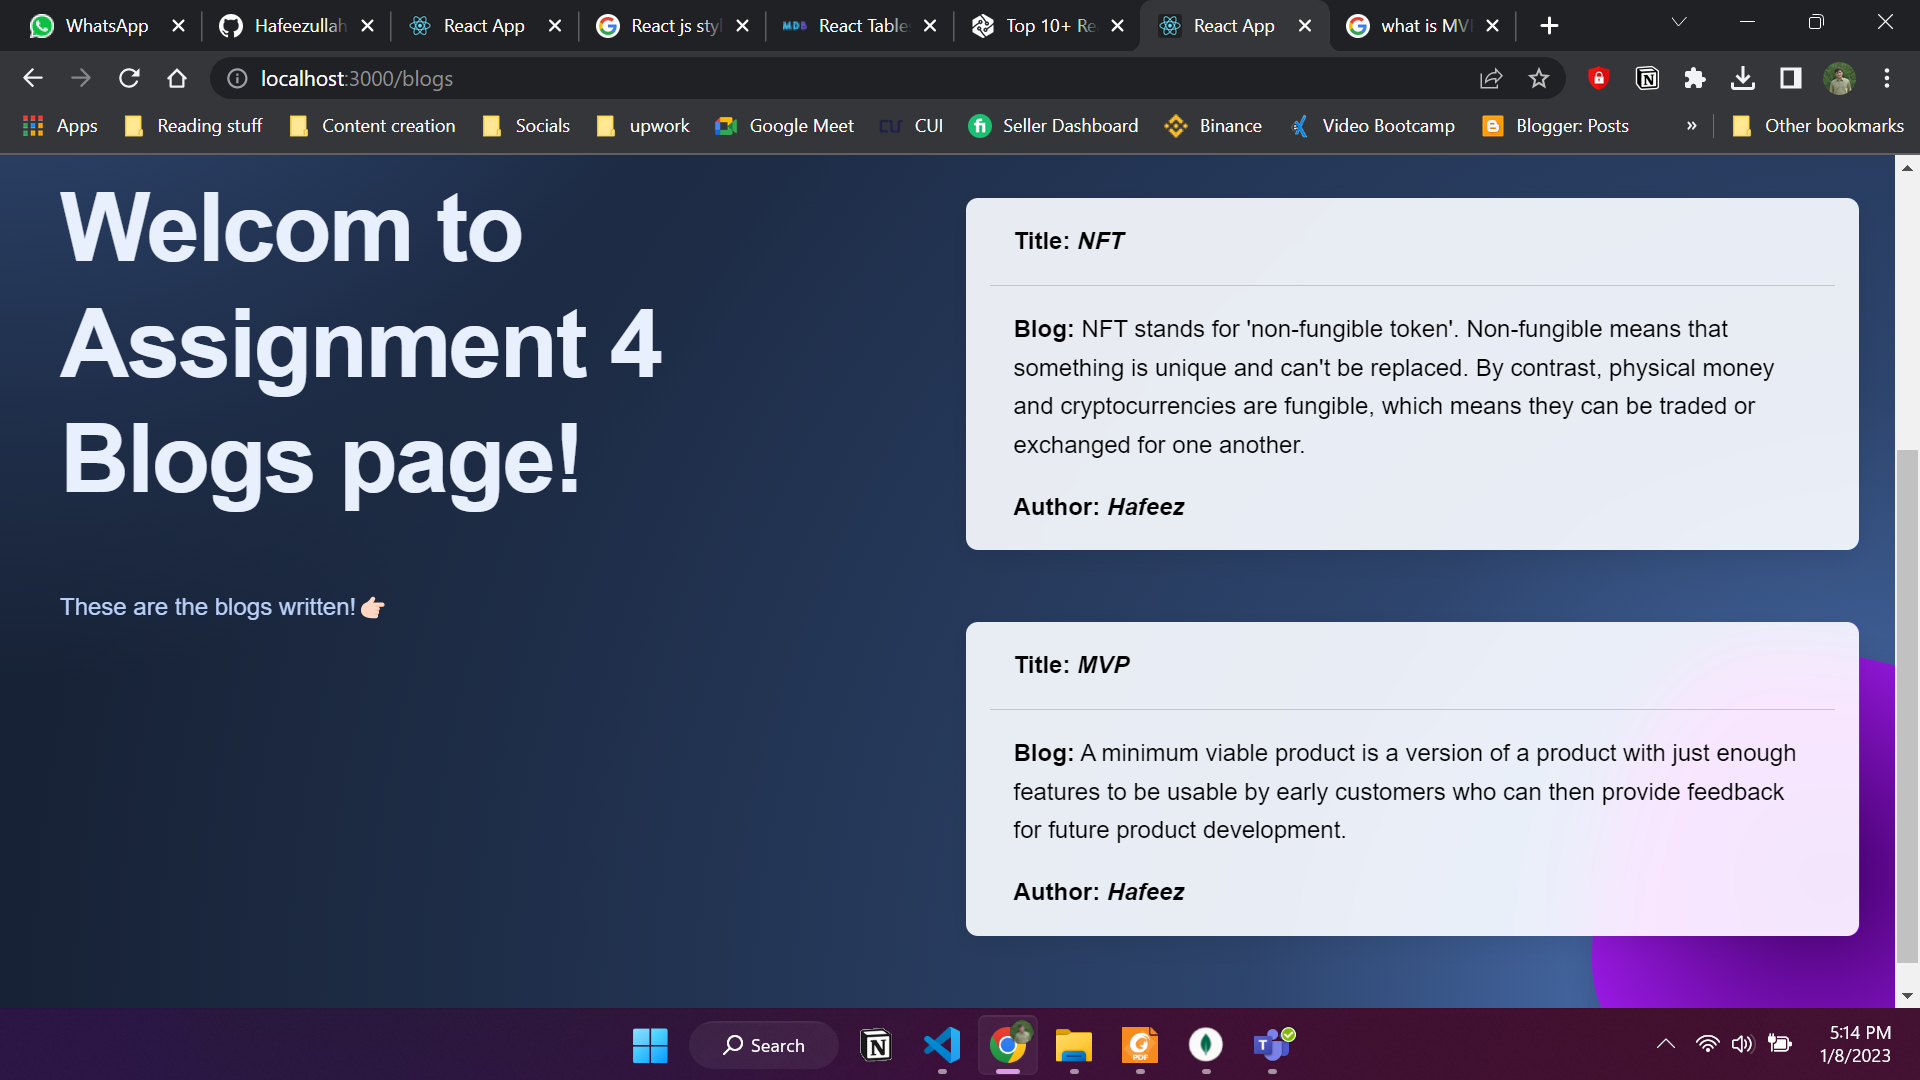 WhatsApp
Hafeezullah
React App
React js styl
React Table
Top 10+ Re
React App
what is MV
localhost:3000/blogs
Apps
Reading stuff
Content creation
Socials
upwork
Google Meet
CUI
Seller Dashboard
Binance
Video Bootcamp
Blogger: Posts
»
Other bookmarks
Welcom to
Assignment 4
Blogs page!
These are the blogs written!👉🏻
Title: NFT
Blog: NFT stands for 'non-fungible token'. Non-fungible means that
something is unique and can't be replaced. By contrast, physical money
and cryptocurrencies are fungible, which means they can be traded or
exchanged for one another.
Author: Hafeez
Title: MVP
Blog: A minimum viable product is a version of a product with just enough
features to be usable by early customers who can then provide feedback
for future product development.
Author: Hafeez
Search
5:14 PM
1/8/2023